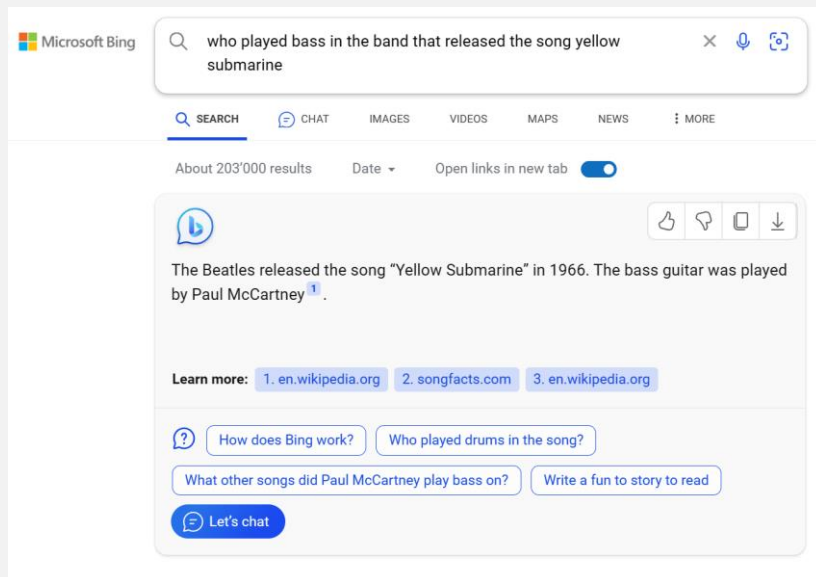 Microsoft Bing
who played bass in the band that released the song yellow
submarine
SEARCH CHAT IMAGES VIDEOS MAPS NEWS MORE
About 203'000 results Date Open links in new tab
The Beatles released the song “Yellow Submarine” in 1966. The bass guitar was played
by Paul McCartney 1 .
Learn more: 1. en.wikipedia.org 2. songfacts.com 3. en.wikipedia.org
How does Bing work? Who played drums in the song?
What other songs did Paul McCartney play bass on? Write a fun to story to read
Let's chat